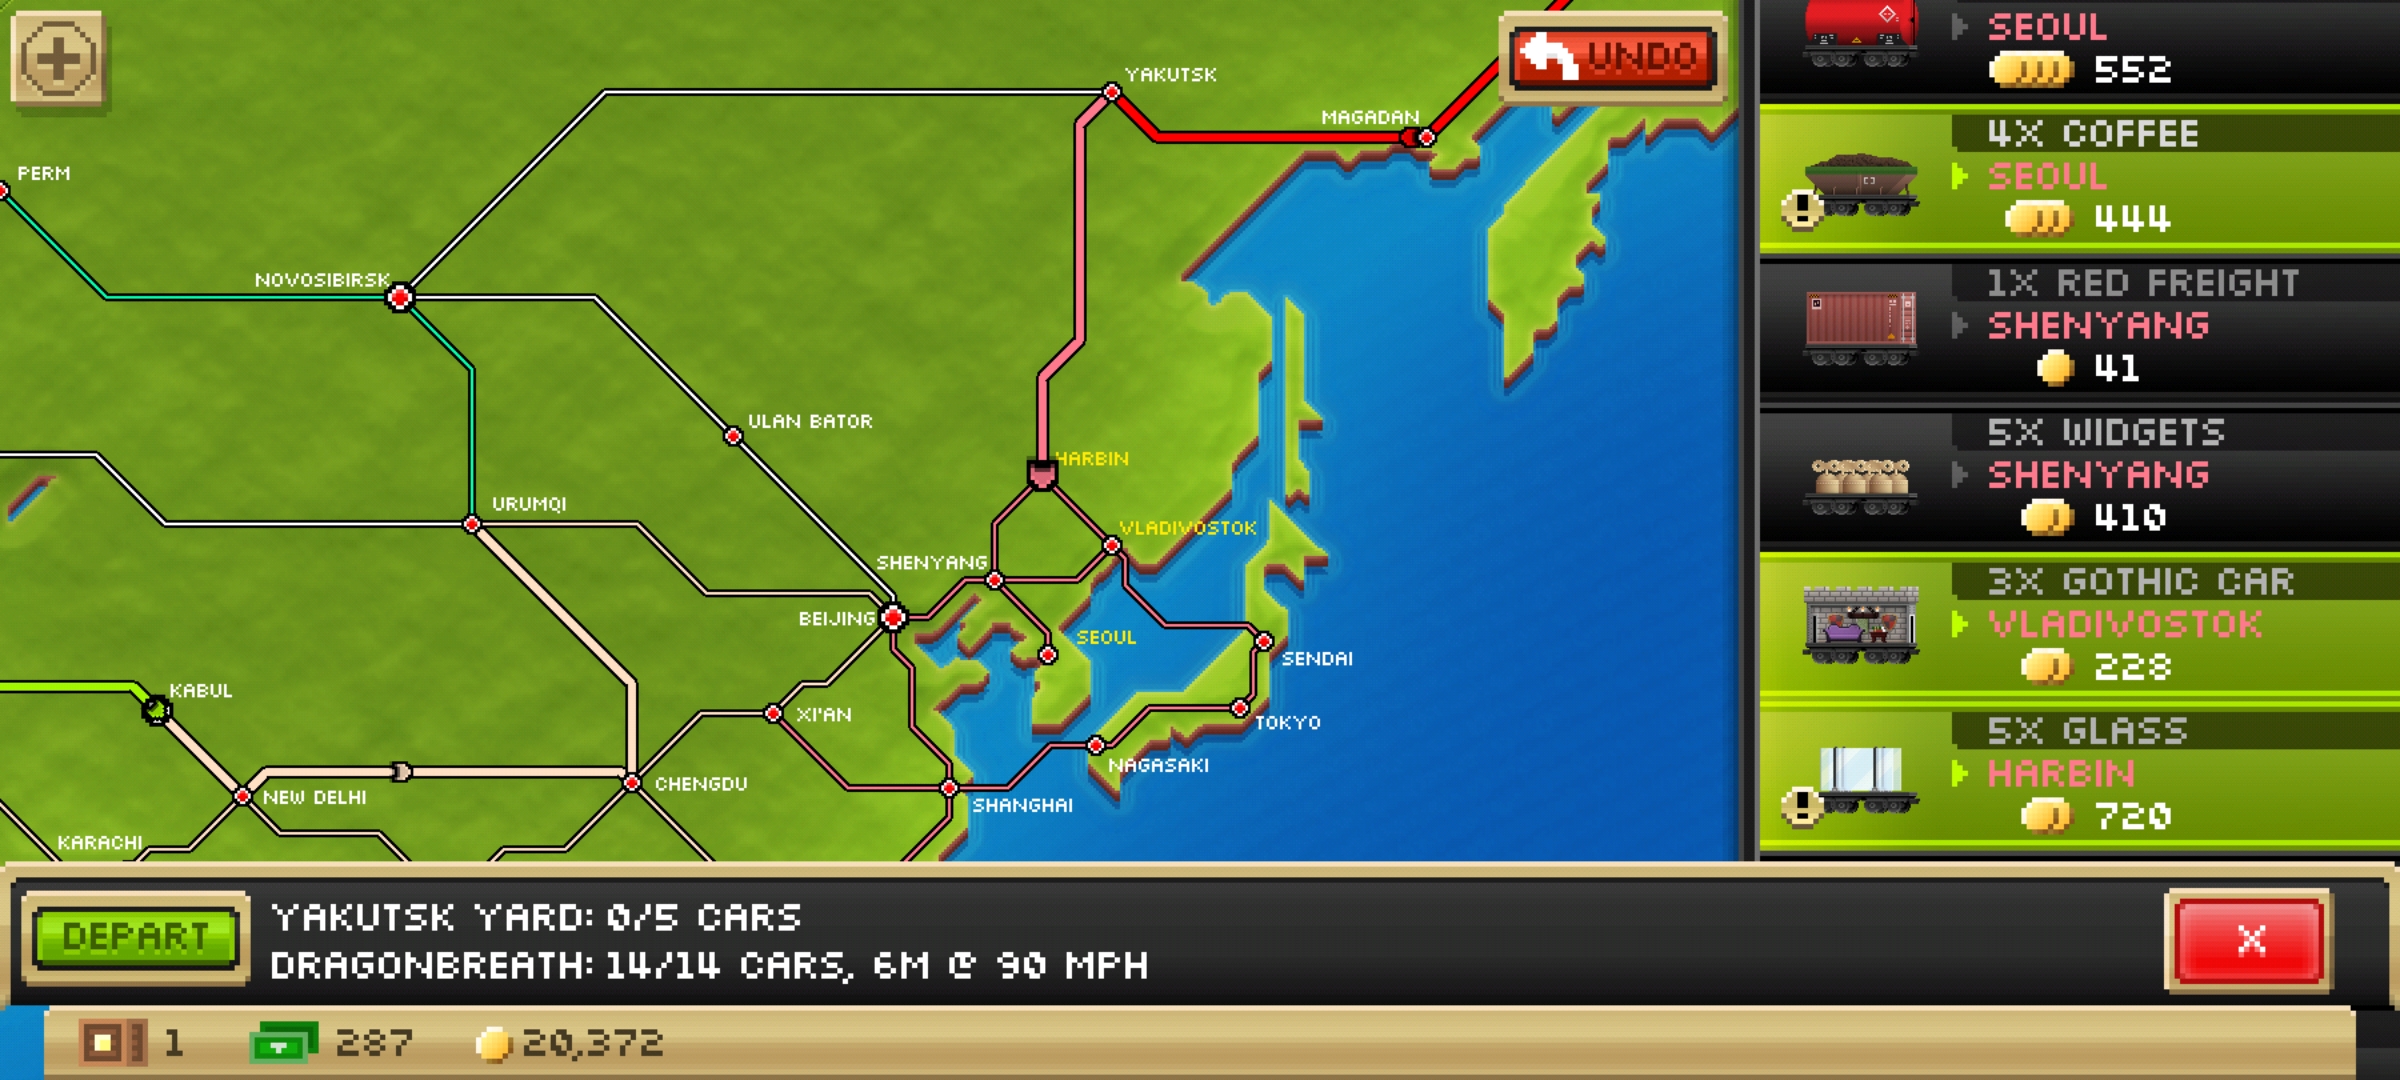 UNDO
YAKUTSK
MAGADAN
PERM
NOVOSIBIRSK
ULAN BATOR
HARBIN
URUMQI
VLADIVOSTOK
SHENYANG
BEIJING
SEOUL
SENDAI
KABUL
XI'AN
TOKYO
NAGASAKI
CHENGDU
NEW DELHI
SHANGHAI
KARACHI
SEOUL
552
4X COFFEE
SEOUL
444
1X RED FREIGHT
SHENYANG
41
5X WIDGETS
SHENYANG
410
3X GOTHIC CAR
VLADIVOSTOK
228
5X GLASS
HARBIN
720
DEPART
YAKUTSK YARD: 0/5 CARS
DRAGONBREATH: 14/14 CARS, 6M @ 90 MPH
X
1
287
20,372